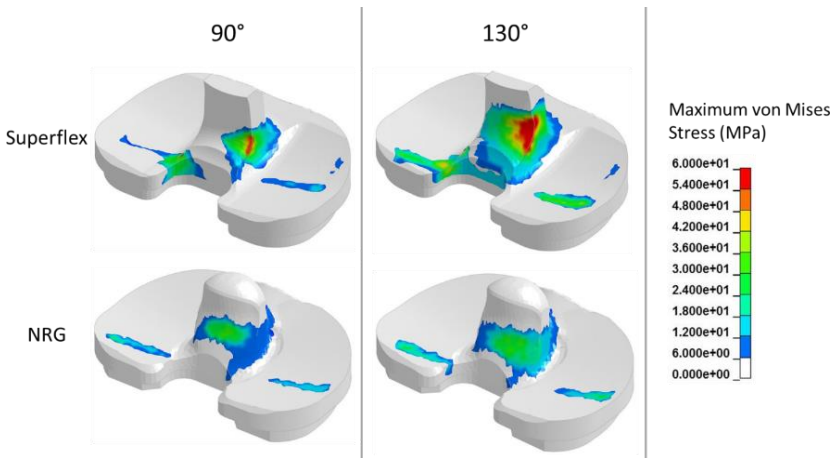 90°
130°
Superflex
NRG
Maximum von Mises
Stress (MPa)
6.000e+01
5.400e+01
4.800e+01
4.200e+01
3.600e+01
3.000e+01
2.400e+01
1.800e+01
1.200e+01
6.000e+00
0.000e+00